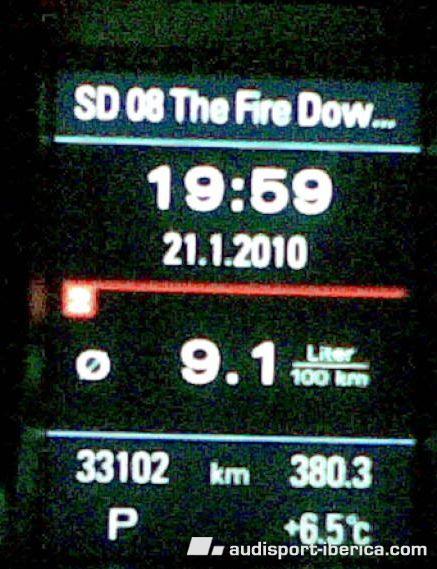 SD 08 The Fire Dow...
19:59
21.1.2010
2
Ø 9.1 Liter
100 km
33102 km 380.3
P +6.5°c
audisport-iberica.com